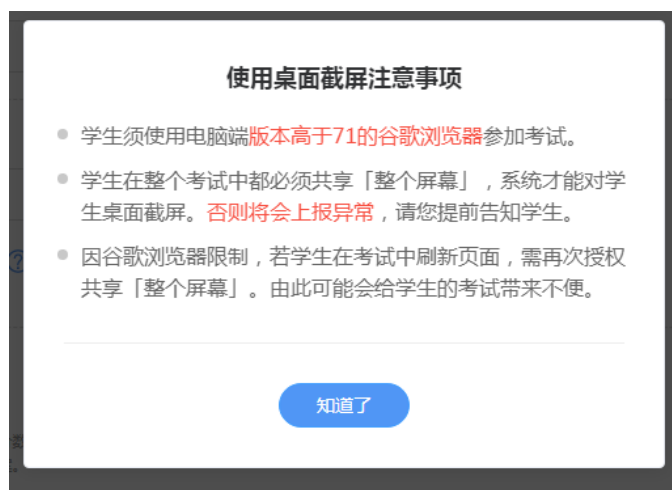 使用桌面截屏注意事项
学生须使用电脑端版本高于71的谷歌浏览器参加考试。
学生在整个考试中都必须共享「整个屏幕」，系统才能对学
生桌面截屏。否则将会上报异常，请您提前告知学生。
因谷歌浏览器限制，若学生在考试中刷新页面，需再次授权
共享「整个屏幕」。由此可能会给学生的考试带来不便。
知道了